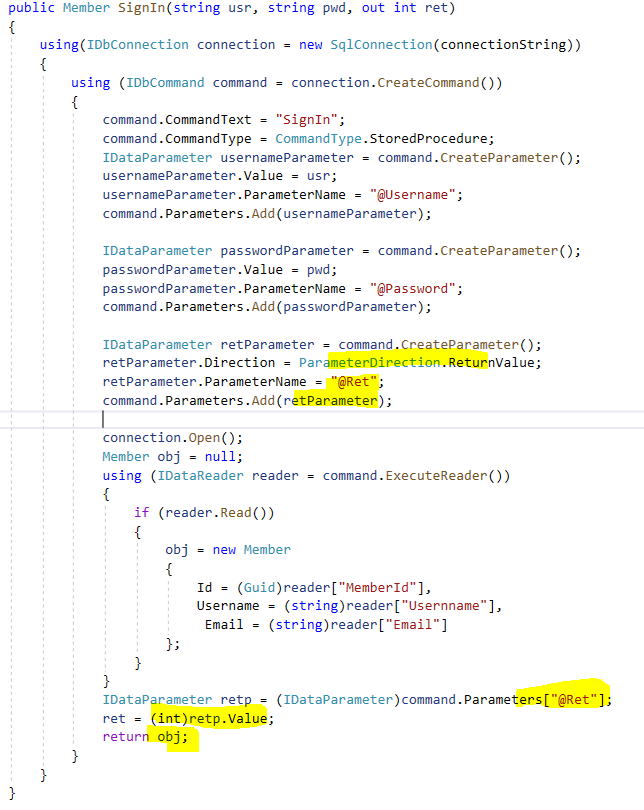 public Member SignIn(string usr, string pwd, out int ret)
{
using(IDbConnection connection = new SqlConnection(connectionString))
{
using (IDbCommand command = connection.CreateCommand())
{
command.CommandText = "SignIn";
command.CommandType = CommandType.StoredProcedure;
IDataParameter usernameParameter = command.CreateParameter();
usernameParameter.Value = usr;
usernameParameter.ParameterName = "@Username";
command.Parameters.Add(usernameParameter);
IDataParameter passwordParameter = command.CreateParameter();
passwordParameter.Value = pwd;
passwordParameter.ParameterName = "@Password";
command.Parameters.Add(passwordParameter);
IDataParameter retParameter = command.CreateParameter();
retParameter.Direction = ParameterDirection.ReturnValue;
retParameter.ParameterName = "@Ret";
command.Parameters.Add(retParameter);
connection.Open();
Member obj = null;
using (IDataReader reader = command.ExecuteReader())
{
if (reader.Read())
{
obj = new Member
{
Id = (Guid)reader["MemberId"],
Username = (string)reader["Usernname"],
Email = (string)reader["Email"]
};
}
}
IDataParameter retp = (IDataParameter)command.Parameters["@Ret"];
ret = (int)retp.Value;
return obj;
}
}
}